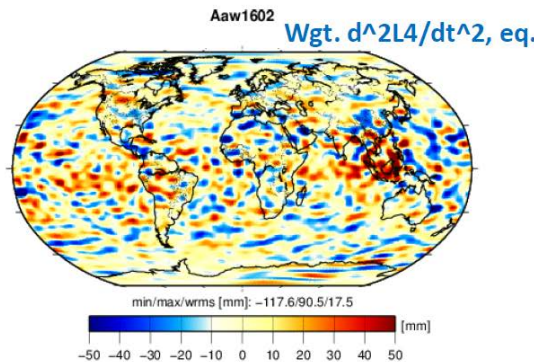 Aaw1602
Wgt. d^2L4/dt^2, eq.
min/max/wrms [mm]: −117.6/90.5/17.5
[mm]
−50 −40 −30 −20 −10 0 10 20 30 40 50